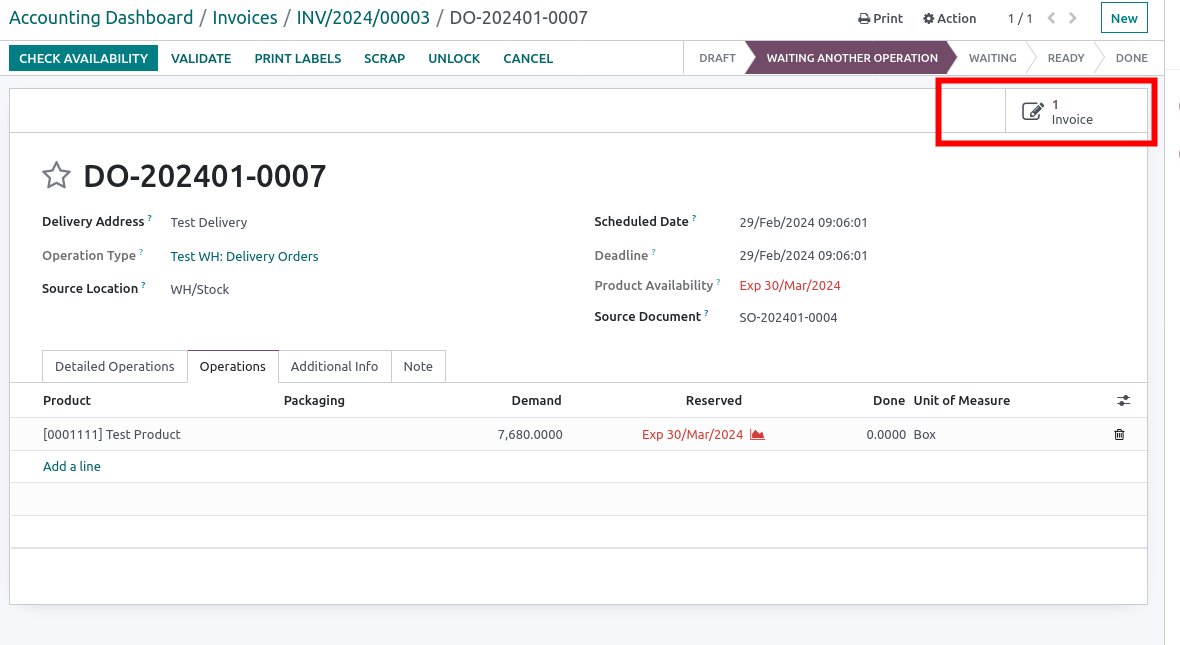 Accounting Dashboard / Invoices / INV/2024/00003 / DO-202401-0007 Print Action 1 / 1 New
CHECK AVAILABILITY VALIDATE PRINT LABELS SCRAP UNLOCK CANCEL DRAFT WAITING ANOTHER OPERATION WAITING READY DONE
1
Invoice
DO-202401-0007
Delivery Address ? Test Delivery Scheduled Date ? 29/Feb/2024 09:06:01
Operation Type ? Test WH: Delivery Orders Deadline ? 29/Feb/2024 09:06:01
Product Availability ? Exp 30/Mar/2024
Source Location ? WH/Stock
Source Document ? SO-202401-0004
Detailed Operations Operations Additional Info Note
Product Packaging Demand Reserved Done Unit of Measure
[0001111] Test Product 7,680.0000 Exp 30/Mar/2024 0.0000 Box
Add a line